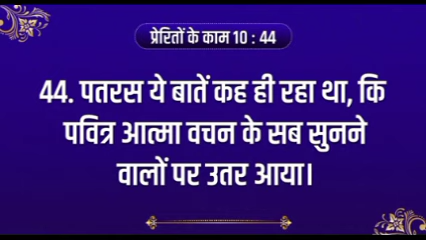 प्रेरितों के काम 10 : 44
44. पतरस ये बातें कह ही रहा था, कि
पवित्र आत्मा वचन के सब सुनने
वालों पर उतर आया।